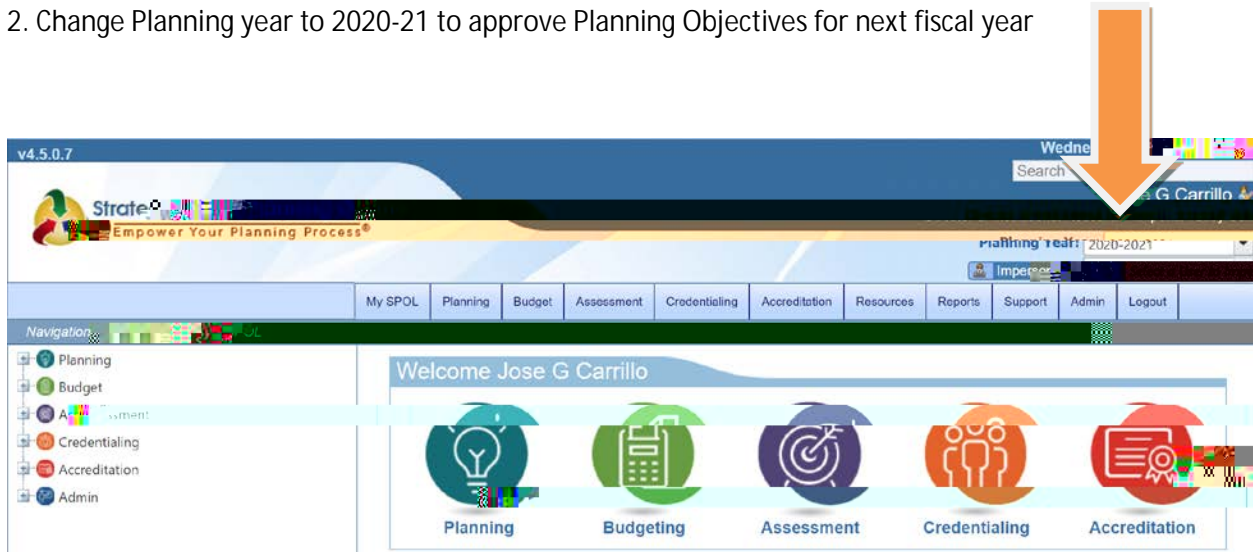 2. Change Planning year to 2020-21 to approve Planning Objectives for next fiscal year
v4.5.0.7
Search
G Carrillo
Empower Your Planning Process®
Planning Year: 2020-2021
My SPOL Planning Budget Assessment Credentialing Accreditation Resources Reports Support Admin Logout
Navigation
Planning
Budget
Credentialing
Accreditation
Admin
Welcome Jose G Carrillo
Planning Budgeting Assessment Credentialing Accreditation